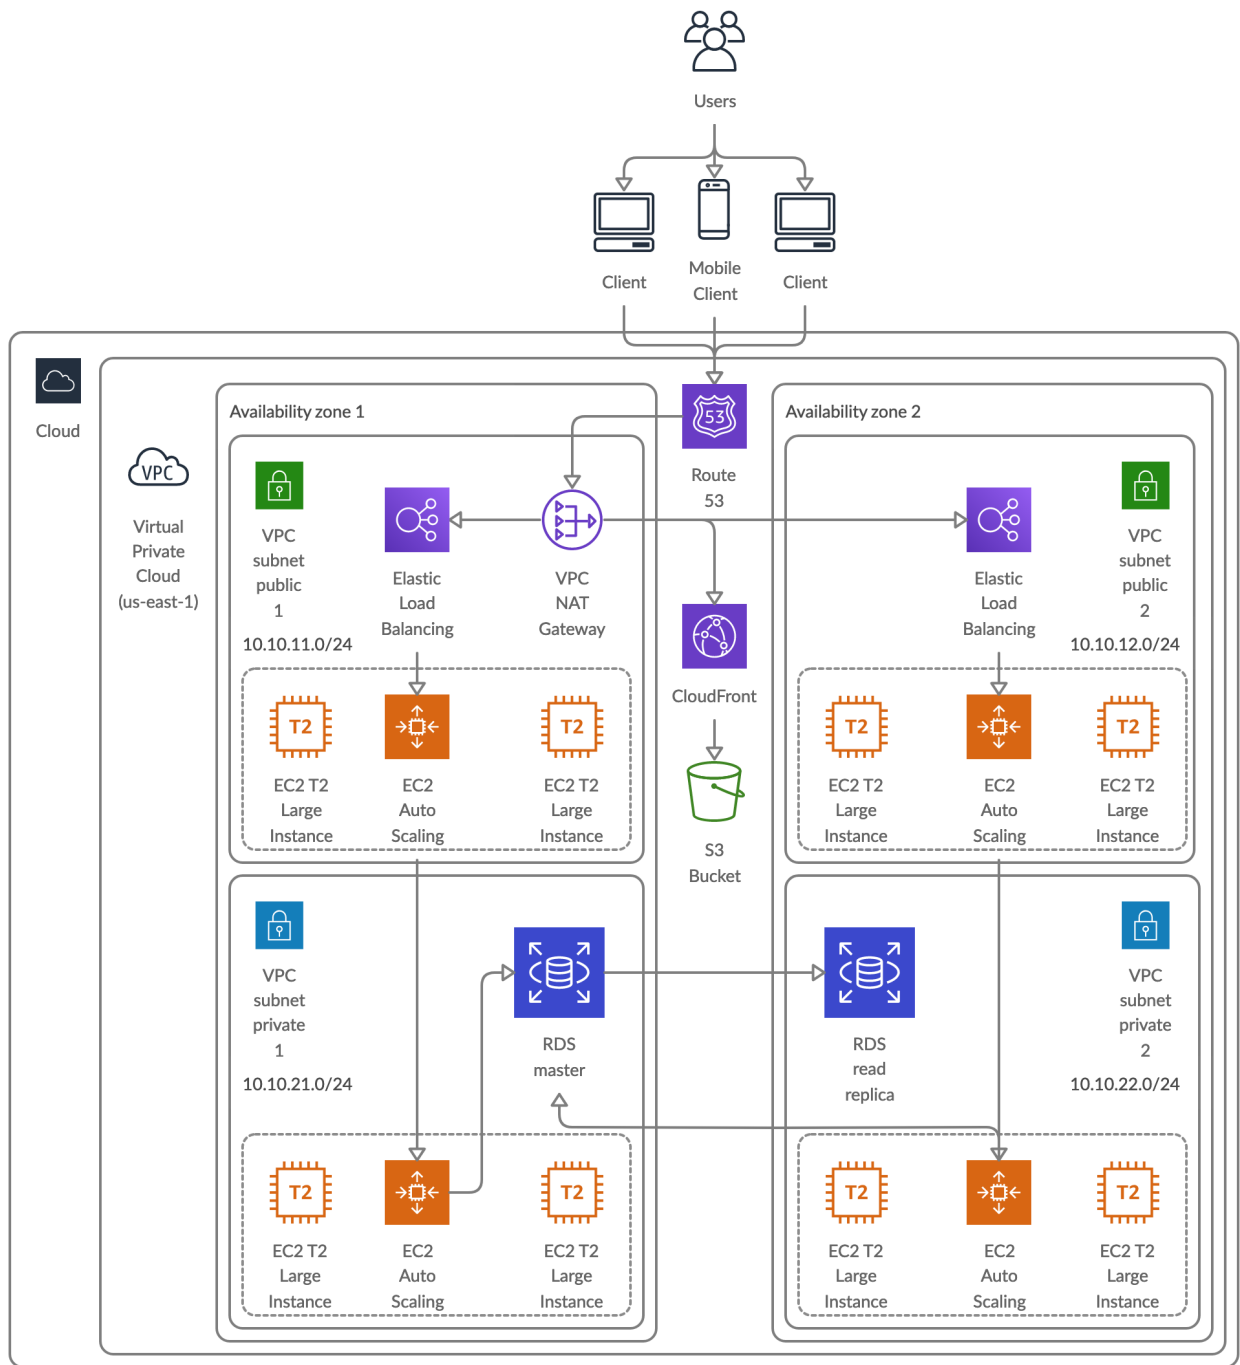 Users
Client
Mobile
Client
Client
Cloud
VPC
Virtual
Private
Cloud
(us-east-1)
Availability zone 1
53
Route
53
Availability zone 2
VPC
subnet
public
1
10.10.11.0/24
Elastic
Load
Balancing
VPC
NAT
Gateway
CloudFront
S3
Bucket
Elastic
Load
Balancing
VPC
subnet
public
2
10.10.12.0/24
T2
EC2 T2
Large
Instance
EC2
Auto
Scaling
T2
EC2 T2
Large
Instance
T2
EC2 T2
Large
Instance
EC2
Auto
Scaling
T2
EC2 T2
Large
Instance
VPC
subnet
private
1
10.10.21.0/24
RDS
master
RDS
read
replica
VPC
subnet
private
2
10.10.22.0/24
T2
EC2 T2
Large
Instance
EC2
Auto
Scaling
T2
EC2 T2
Large
Instance
T2
EC2 T2
Large
Instance
EC2
Auto
Scaling
T2
EC2 T2
Large
Instance